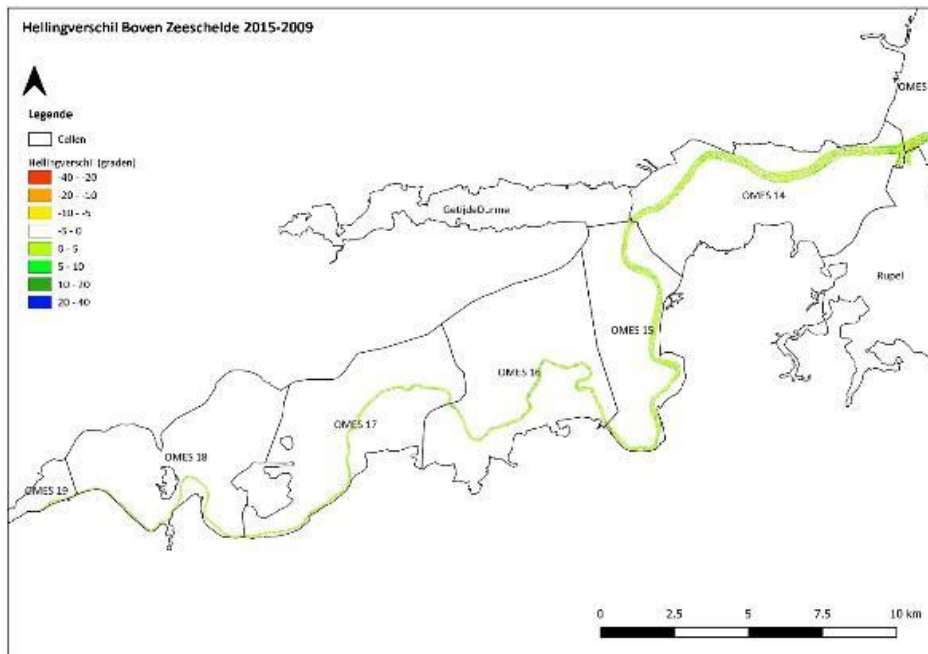 Hellingverschil Boven Zeeschelde 2015-2009
Legende
Cellen
Hellingverschil (graden)
-40 - -20
-20 - -10
-10 - -5
-5 - 0
0 - 5
5 - 10
10 - 20
20 - 40
OMES
OMES 14
GetijdeDurme
Rupel
OMES 15
OMES 16
OMES 17
OMES 18
OMES 19
0 2.5 5 7.5 10 km